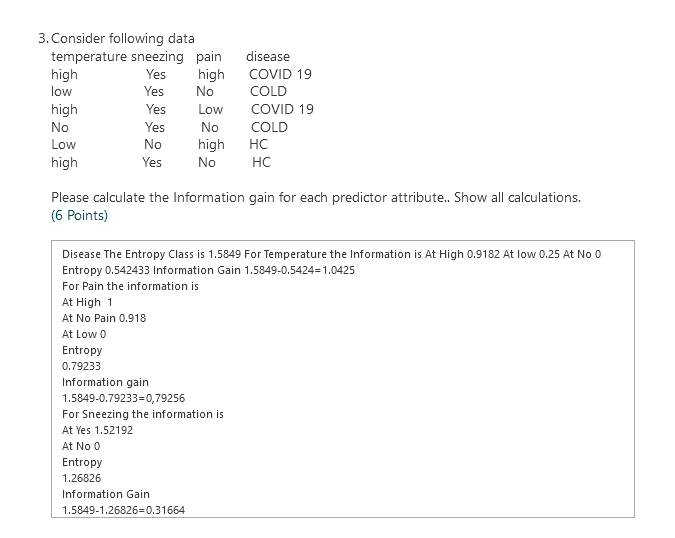 3. Consider following data
temperature sneezing pain disease
high Yes high COVID 19
low Yes No COLD
high Yes Low COVID 19
No Yes No COLD
Low No high HC
high Yes No HC
Please calculate the Information gain for each predictor attribute.. Show all calculations.
(6 Points)
Disease The Entropy Class is 1.5849 For Temperature the Information is At High 0.9182 At low 0.25 At No 0
Entropy 0.542433 Information Gain 1.5849-0.5424=1.0425
For Pain the information is
At High 1
At No Pain 0.918
At Low 0
Entropy
0.79233
Information gain
1.5849-0.79233=0,79256
For Sneezing the information is
At Yes 1.52192
At No 0
Entropy
1.26826
Information Gain
1.5849-1.26826=0.31664